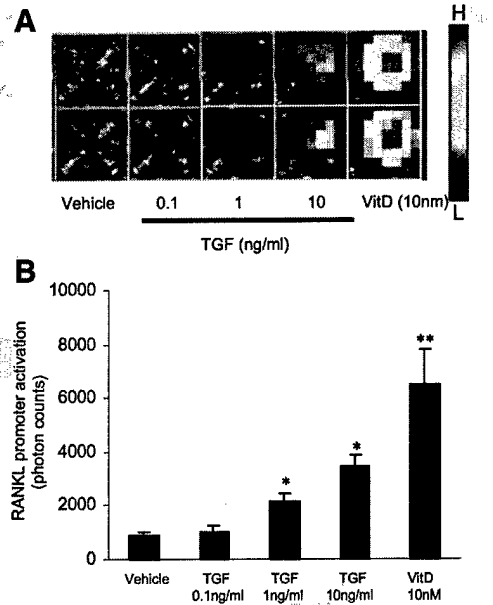 A
H
L
Vehicle 0.1 1 10 VitD (10nm)
TGF (ng/ml)
B
RANKL promoter activation
(photon counts)
10000
8000
6000
4000
2000
0
*
*
**
Vehicle TGF TGF TGF VitD
0.1ng/ml 1ng/ml 10ng/ml 10nM